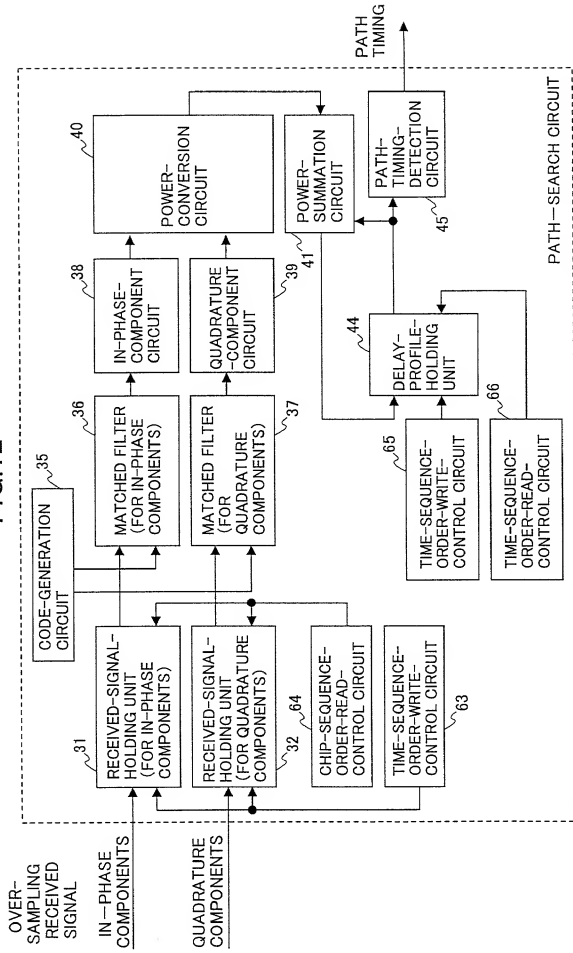 OVER-
SAMPLING
RECEIVED
SIGNAL
IN-PHASE
COMPONENTS
QUADRATURE
COMPONENTS
31
RECEIVED-SIGNAL-
HOLDING UNIT
(FOR IN-PHASE
COMPONENTS)
RECEIVED-SIGNAL-
HOLDING UNIT
(FOR QUADRATURE
COMPONENTS)
32
64
CHIP-SEQUENCE-
ORDER-READ-
CONTROL CIRCUIT
TIME-SEQUENCE-
ORDER-WRITE-
CONTROL CIRCUIT
63
35
CODE-GENERATION
CIRCUIT
36
MATCHED FILTER
(FOR IN-PHASE
COMPONENTS)
MATCHED FILTER
(FOR
QUADRATURE
COMPONENTS)
37
38
IN-PHASE-
COMPONENT
CIRCUIT
QUADRATURE
-COMPONENT
CIRCUIT
39
40
POWER-
CONVERSION
CIRCUIT
POWER-
SUMMATION
CIRCUIT
41
44
DELAY-
PROFILE-
HOLDING
UNIT
65
TIME-SEQUENCE-
ORDER-WRITE-
CONTROL CIRCUIT
66
TIME-SEQUENCE-
ORDER-READ-
CONTROL CIRCUIT
PATH-
TIMING-
DETECTION
CIRCUIT
45
PATH
TIMING
PATH-SEARCH CIRCUIT